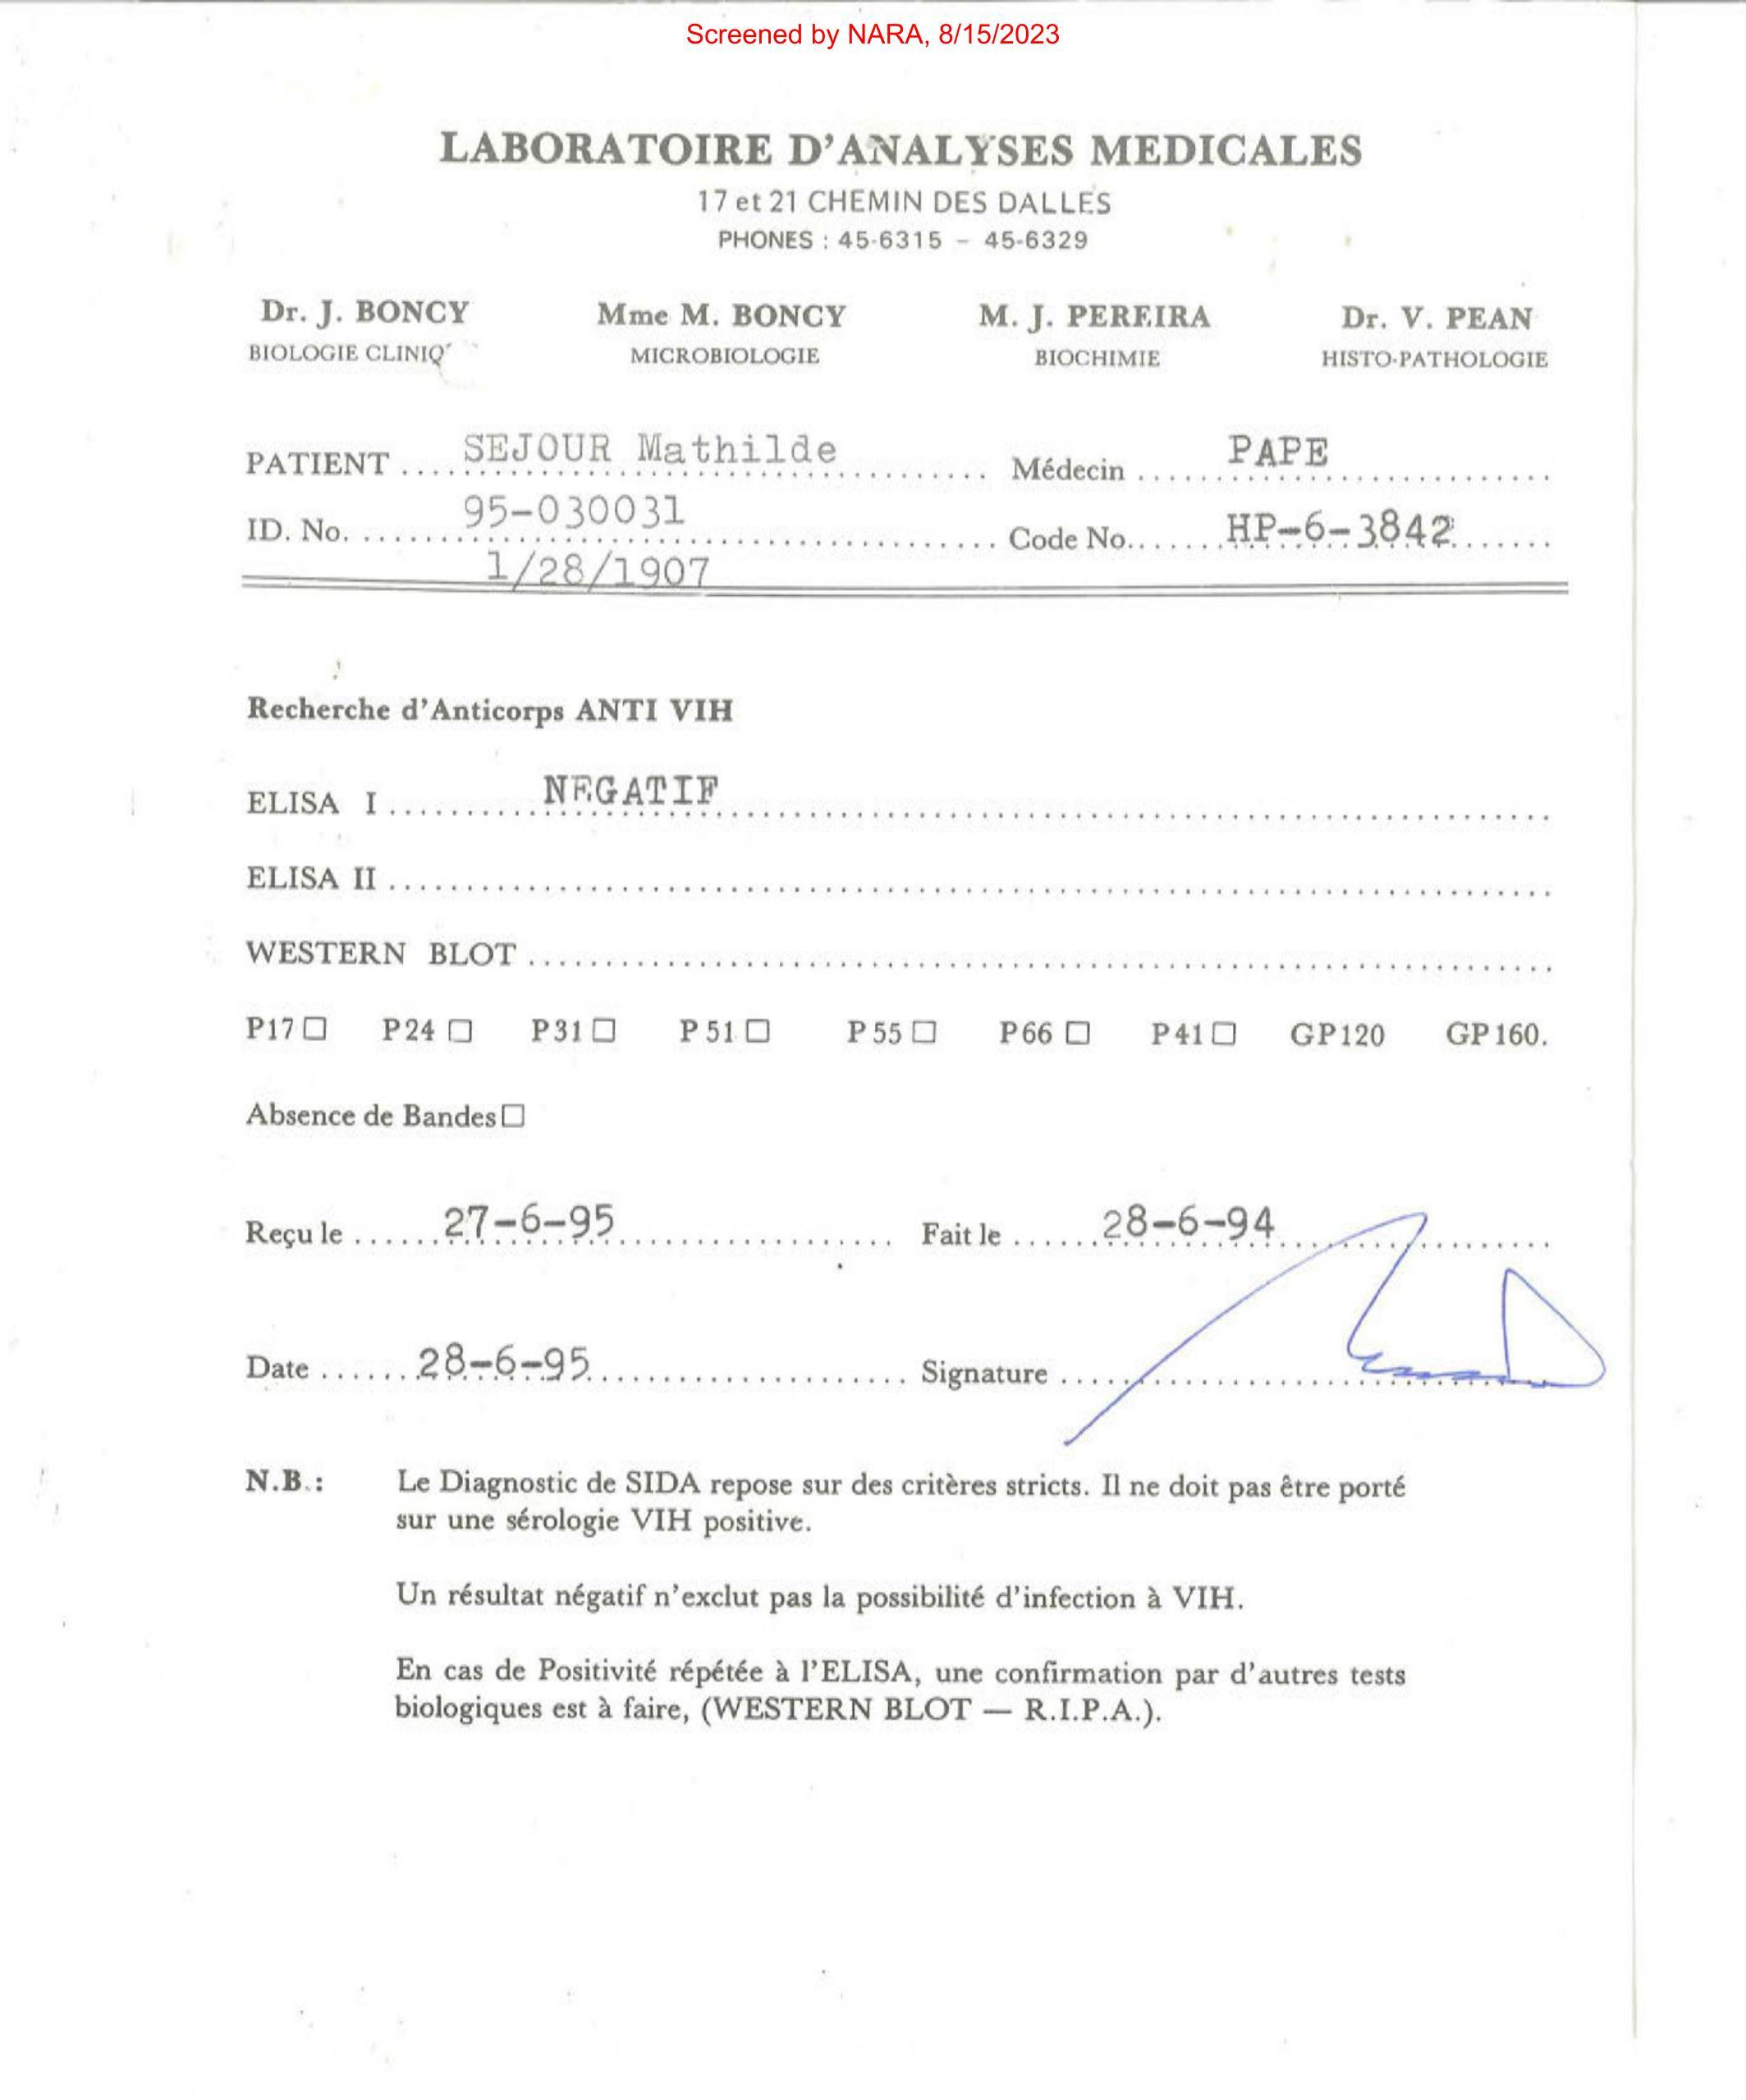 Screened by NARA, 8/15/2023
LABORATOIRE D'ANALYSES MEDICALES
17 et 21 CHEMIN DES DALLES
PHONES : 45-6315 – 45-6329
Dr. J. BONCY Mme M. BONCY M. J. PEREIRA Dr. V. PEAN
BIOLOGIE CLINIQ MICROBIOLOGIE BIOCHIMIE HISTO-PATHOLOGIE
PATIENT .... SEJOUR Mathilde .... Médecin .... PAPE
ID. No. .... 95-030031 .... Code No. .... HP-6-3842
1/28/1907
Recherche d'Anticorps ANTI VIH
ELISA I .... NEGATIF
ELISA II ....
WESTERN BLOT ....
P17 □ P24 □ P31 □ P51 □ P55 □ P66 □ P41 □ GP120 GP160.
Absence de Bandes □
Reçu le .... 27-6-95 .... Fait le .... 28-6-94
Date .... 28-6-95 .... Signature ....
N.B.: Le Diagnostic de SIDA repose sur des critères stricts. Il ne doit pas être porté
sur une sérologie VIH positive.
Un résultat négatif n'exclut pas la possibilité d'infection à VIH.
En cas de Positivité répétée à l'ELISA, une confirmation par d'autres tests
biologiques est à faire, (WESTERN BLOT — R.I.P.A.).